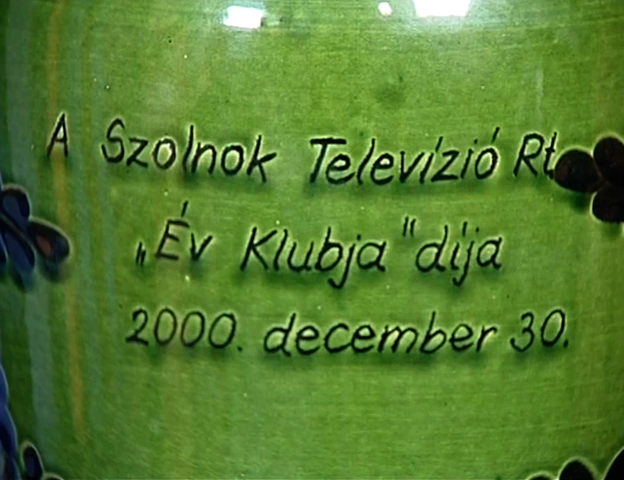 A Szolnok Televízió Rt.
„Év Klubja" díja
2000. december 30.